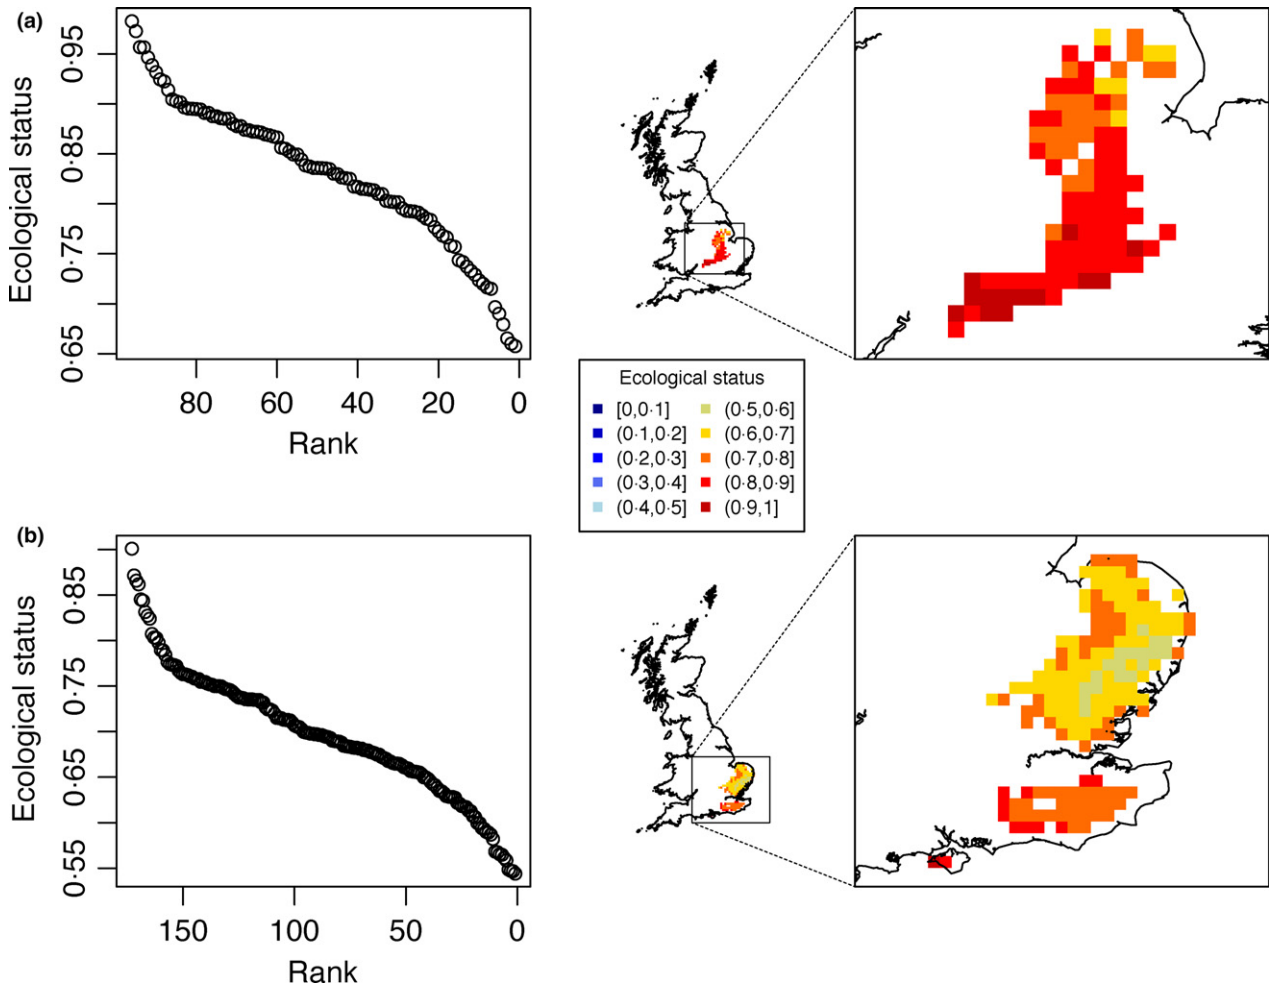 (a)
Ecological status
0·95
0·85
0·75
0·65
80 60 40 20 0
Rank
Ecological status
[0,0·1] (0·5,0·6]
(0·1,0·2] (0·6,0·7]
(0·2,0·3] (0·7,0·8]
(0·3,0·4] (0·8,0·9]
(0·4,0·5] (0·9,1]
(b)
Ecological status
0·85
0·75
0·65
0·55
150 100 50 0
Rank